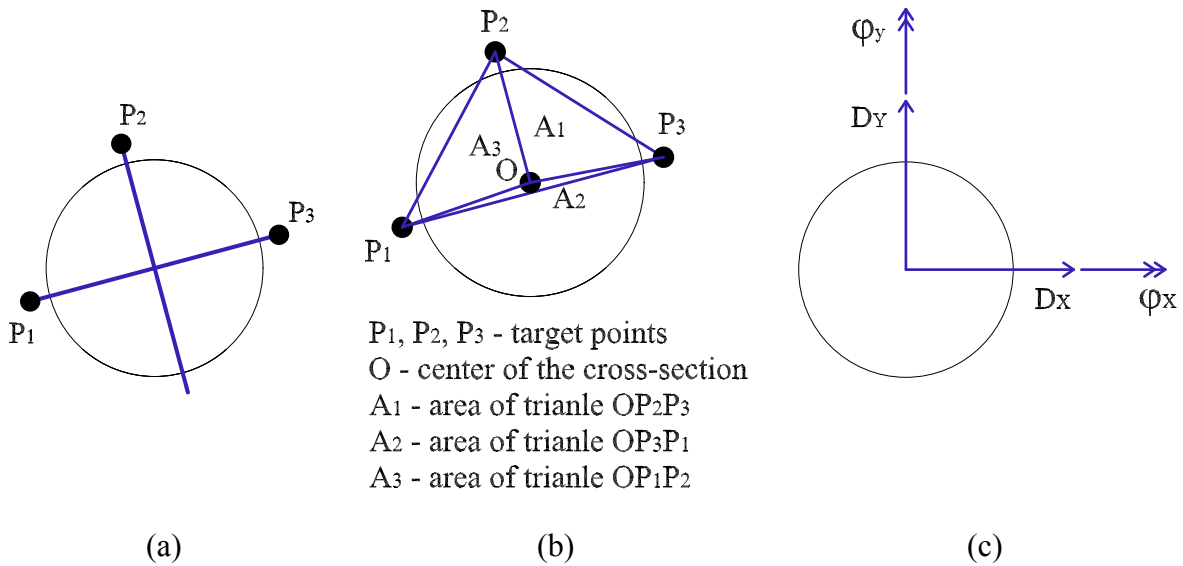 P1
P2
P3
(a)
P2
A1
A3
P3
O
A2
P1
P1, P2, P3 - target points
O - center of the cross-section
A1 - area of trianle OP2P3
A2 - area of trianle OP3P1
A3 - area of trianle OP1P2
(b)
φy
DY
DX
φx
(c)